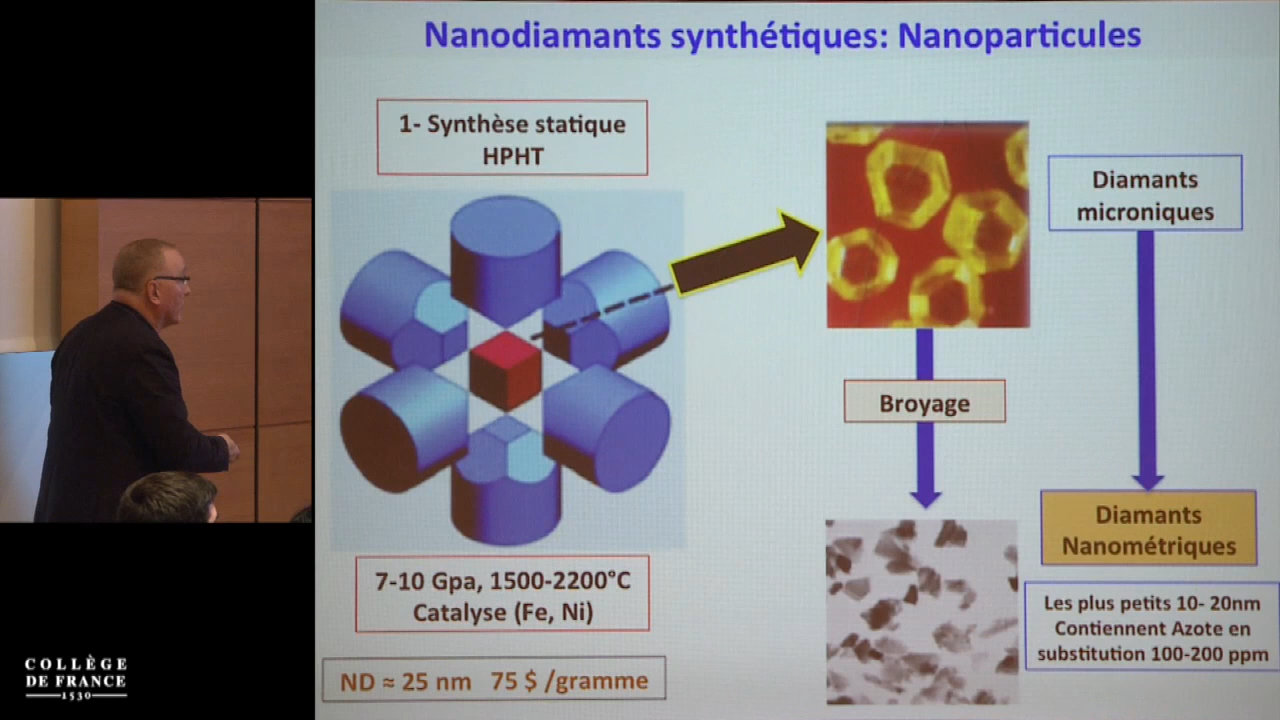 Nanodiamants synthétiques: Nanoparticules
1- Synthèse statique
HPHT
Diamants
microniques
Broyage
Diamants
Nanométriques
7-10 Gpa, 1500-2200°C
Catalyse (Fe, Ni)
Les plus petits 10- 20nm
Contiennent Azote en
substitution 100-200 ppm
ND ≈ 25 nm 75 $ /gramme
COLLÈGE
DE FRANCE
1530